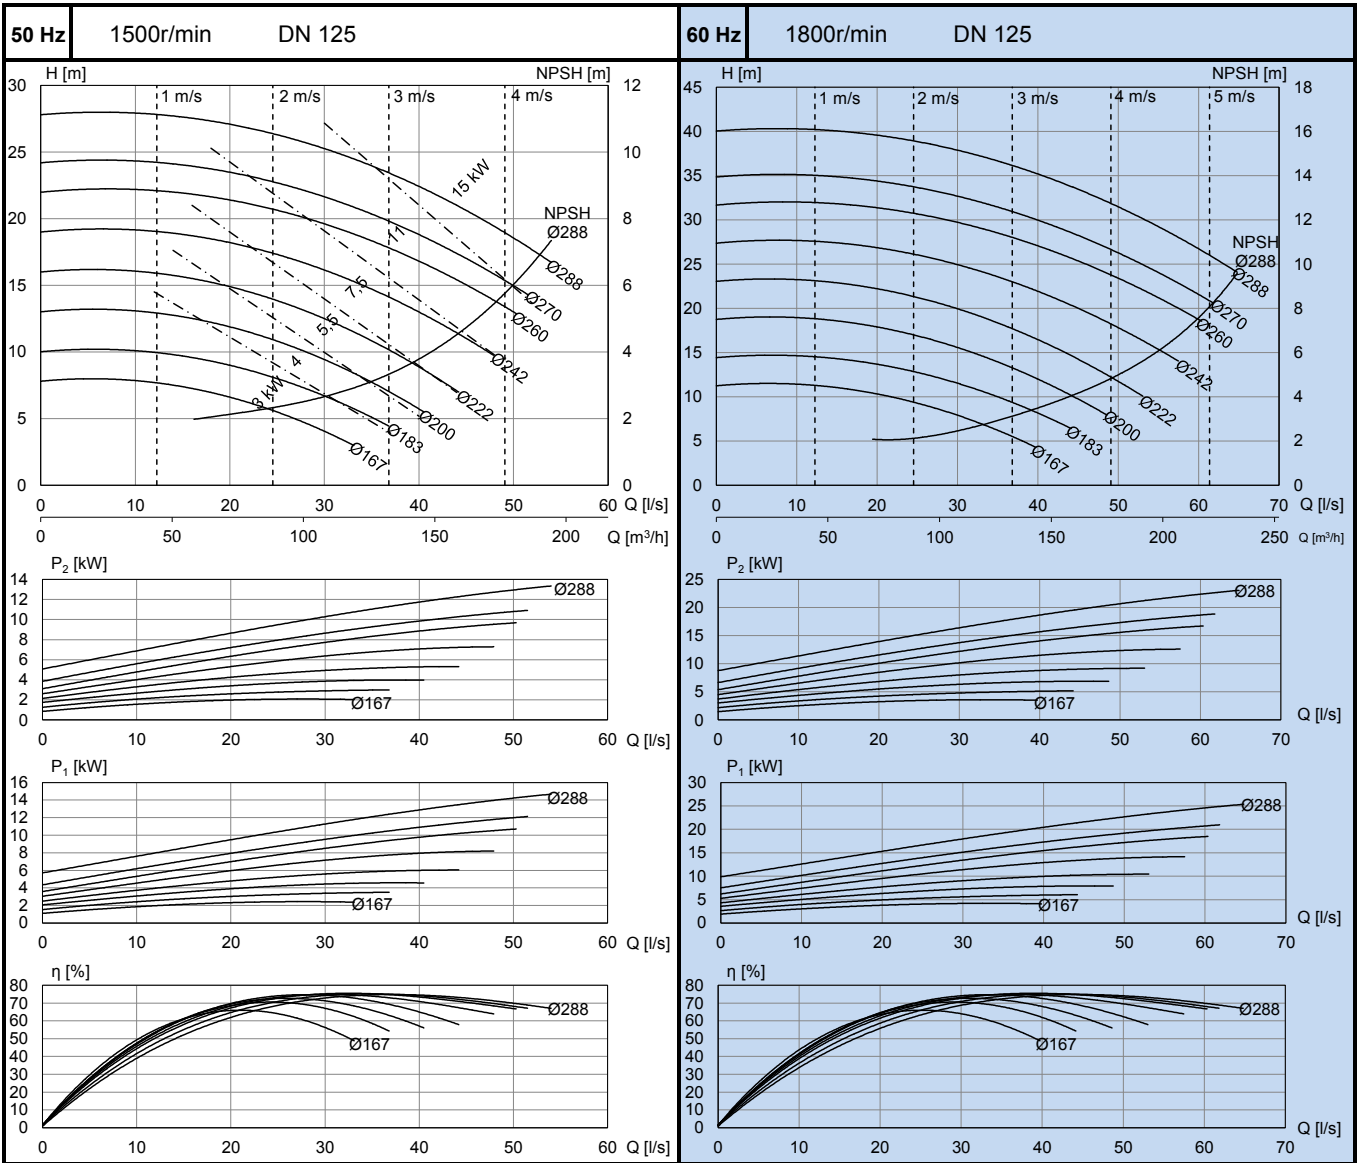 50 Hz 1500r/min DN 125
H [m] NPSH [m]
30 1 m/s 2 m/s 3 m/s 4 m/s 12
25 10
15 kW
20 NPSH 8
11 Ø288
15 7,5 Ø288 6
5,5 Ø270
Ø260
10 4 Ø242 4
3 kW Ø222
5 Ø200 2
Ø183
Ø167
0 0
0 10 20 30 40 50 60 Q [l/s]
0 50 100 150 200 Q [m³/h]
P₂ [kW]
14
12 Ø288
10
8
6
4
2 Ø167
0
0 10 20 30 40 50 60 Q [l/s]
P₁ [kW]
16
14 Ø288
12
10
8
6
4
2 Ø167
0
0 10 20 30 40 50 60 Q [l/s]
η [%]
80
70 Ø288
60
50 Ø167
40
30
20
10
0
0 10 20 30 40 50 60 Q [l/s]
60 Hz 1800r/min DN 125
H [m] NPSH [m]
45 1 m/s 2 m/s 3 m/s 4 m/s 5 m/s 18
40 16
35 14
30 12
NPSH
25 Ø288 10
Ø288
20 Ø270 8
Ø260
15 6
Ø242
10 Ø222 4
Ø200
5 Ø183 2
Ø167
0 0
0 10 20 30 40 50 60 70 Q [l/s]
0 50 100 150 200 250 Q [m³/h]
P₂ [kW]
25
20 Ø288
15
10
5 Ø167
0
0 10 20 30 40 50 60 70 Q [l/s]
P₁ [kW]
30
25 Ø288
20
15
10
5 Ø167
0
0 10 20 30 40 50 60 70 Q [l/s]
η [%]
80
70 Ø288
60
50 Ø167
40
30
20
10
0
0 10 20 30 40 50 60 70 Q [l/s]